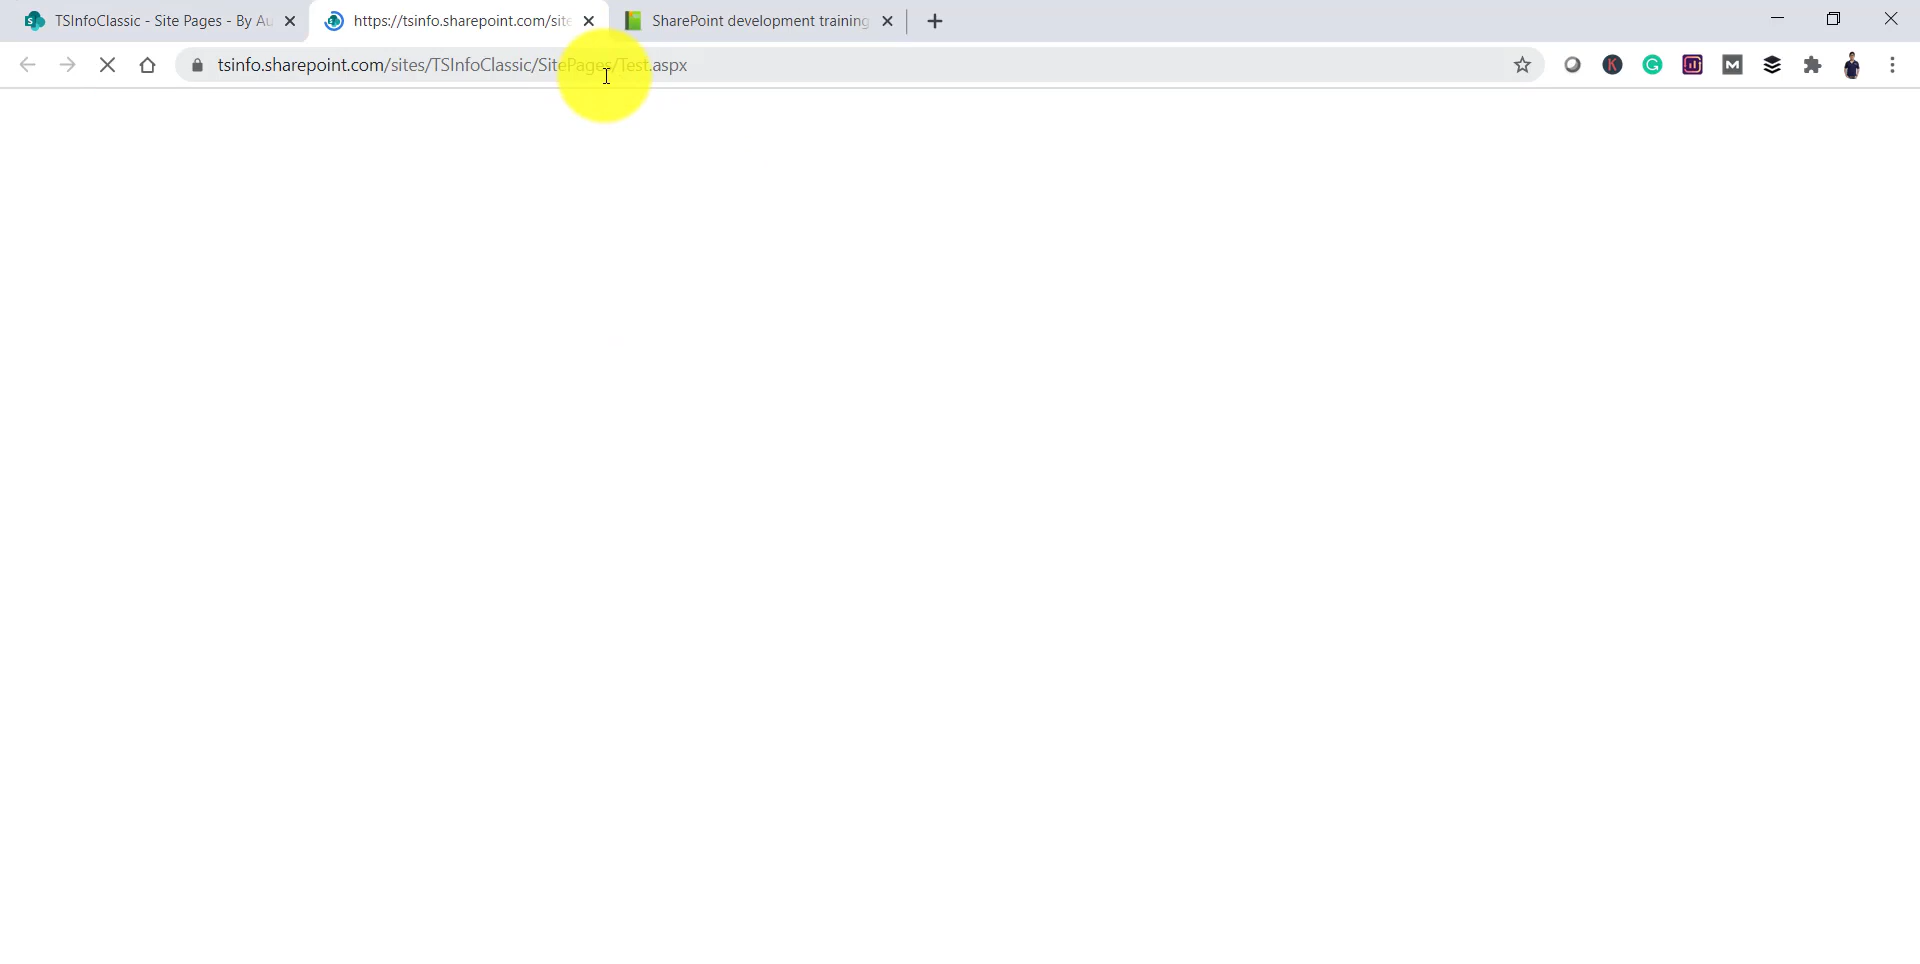 TSInfoClassic - Site Pages - By Au
https://tsinfo.sharepoint.com/site
SharePoint development training
tsinfo.sharepoint.com/sites/TSInfoClassic/SitePages/Test.aspx